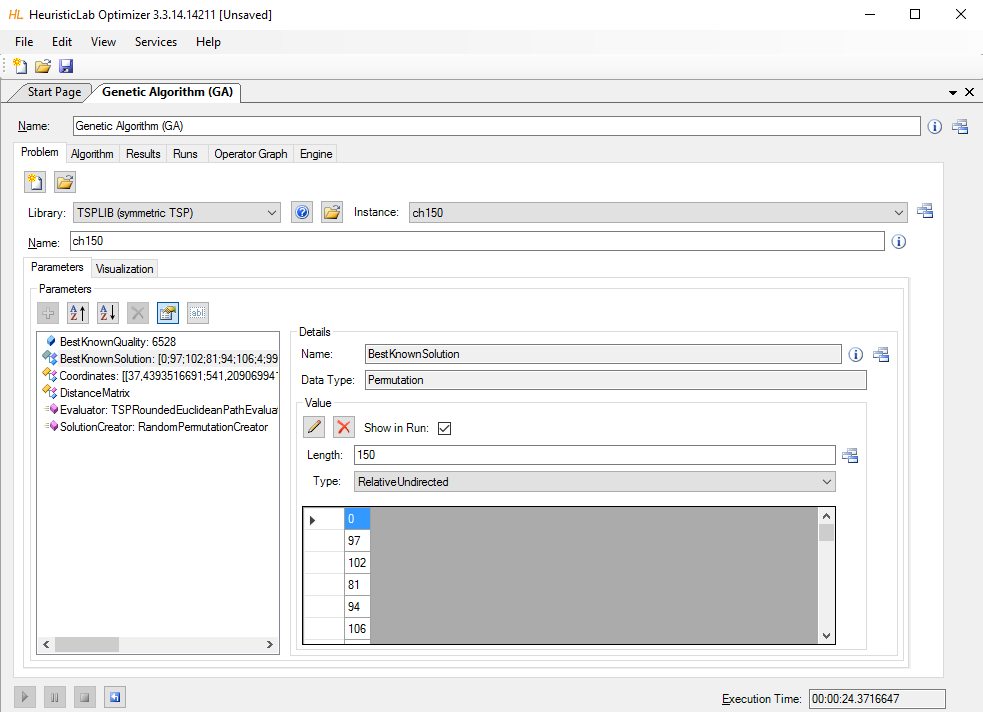 HL HeuristicLab Optimizer 3.3.14.14211 [Unsaved]
File Edit View Services Help
Start Page Genetic Algorithm (GA)
Name: Genetic Algorithm (GA)
Problem Algorithm Results Runs Operator Graph Engine
Library: TSPLIB (symmetric TSP) Instance: ch150
Name: ch150
Parameters Visualization
Parameters
BestKnownQuality: 6528
BestKnownSolution: [0;97;102;81;94;106;4;99
Coordinates: [[37,4393516691;541,20906994
DistanceMatrix
Evaluator: TSPRoundedEuclideanPathEvalua
SolutionCreator: RandomPermutationCreator
Details
Name: BestKnownSolution
Data Type: Permutation
Value
Show in Run:
Length: 150
Type: RelativeUndirected
0
97
102
81
94
106
Execution Time: 00:00:24.3716647